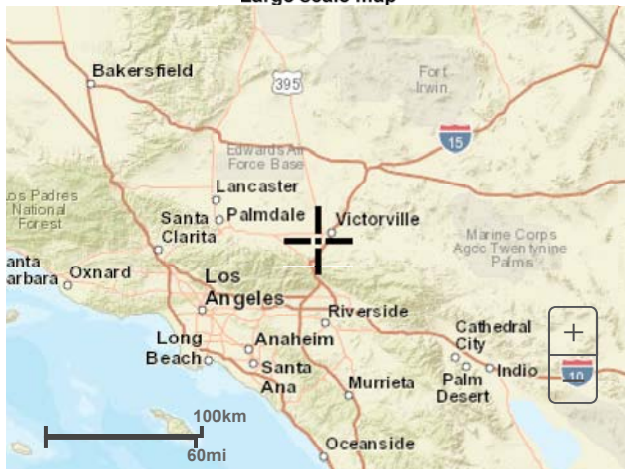 Large scale map
Bakersfield
395
Fort
Irwin
15
Edwards Air
Force Base
Lancaster
Los Padres
National
Forest
Santa
Clarita
Palmdale
Victorville
Marine Corps
Agcc Twentynine
Palms
anta
arbara
Oxnard
Los
Angeles
Riverside
Long
Beach
Anaheim
Cathedral
City
+
10
Indio
Santa
Ana
Palm
Desert
Murrieta
100km
60mi
Oceanside